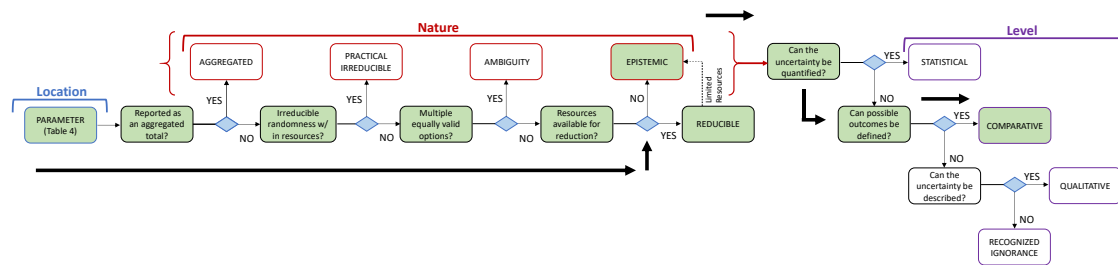 Nature
Level
Location
AGGREGATED
PRACTICAL
IRREDUCIBLE
AMBIGUITY
EPISTEMIC
Can the
uncertainty be
quantified?
YES
STATISTICAL
Limited
Resources
YES
YES
YES
NO
NO
PARAMETER
(Table 4)
Reported as
an aggregated
total?
NO
Irreducible
randomness w/
in resources?
NO
Multiple
equally valid
options?
NO
Resources
available for
reduction?
YES
REDUCIBLE
Can possible
outcomes be
defined?
YES
COMPARATIVE
NO
Can the
uncertainty be
described?
YES
QUALITATIVE
NO
RECOGNIZED
IGNORANCE